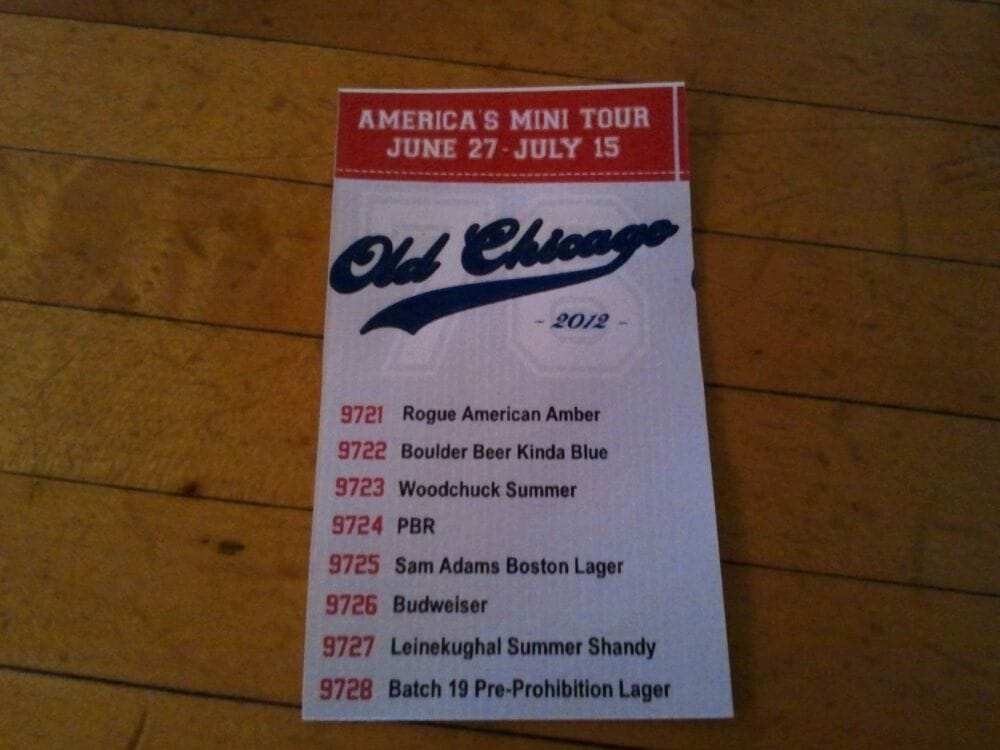 AMERICA'S MINI TOUR
JUNE 27 - JULY 15
78
Old Chicago
- 2012 -
9721 Rogue American Amber
9722 Boulder Beer Kinda Blue
9723 Woodchuck Summer
9724 PBR
9725 Sam Adams Boston Lager
9726 Budweiser
9727 Leinekughal Summer Shandy
9728 Batch 19 Pre-Prohibition Lager